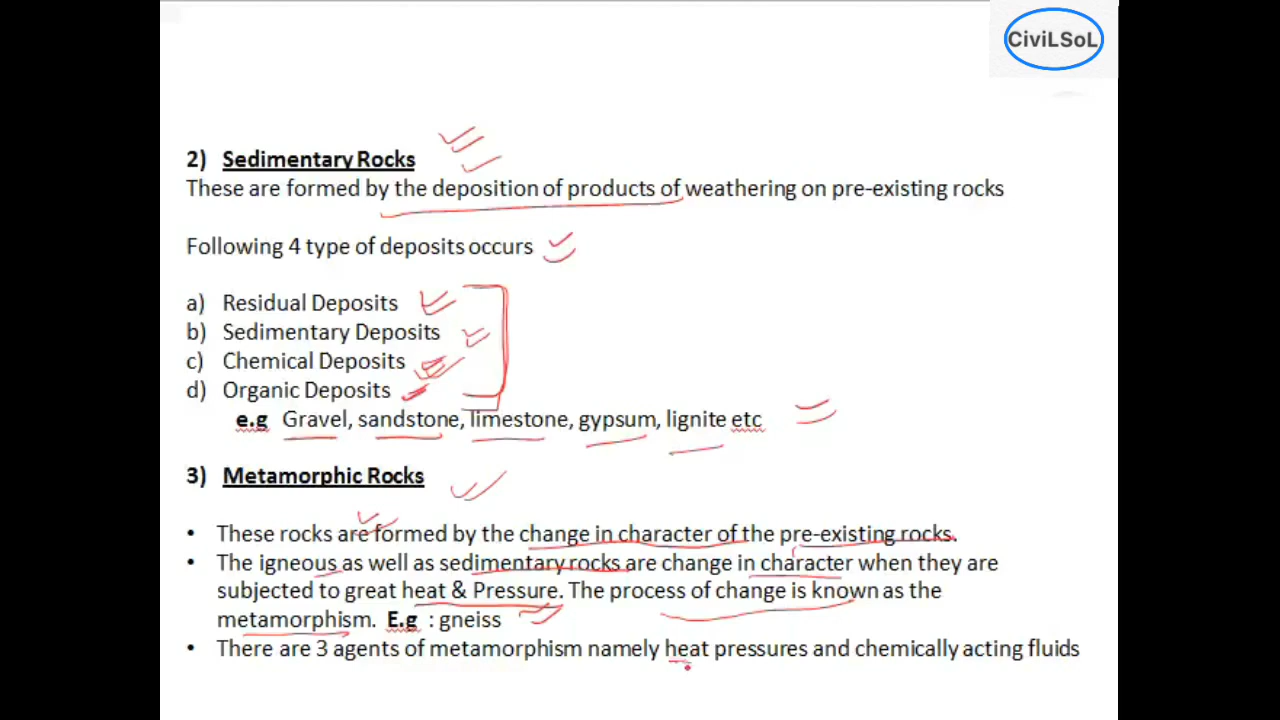 CiviLSoL
2) Sedimentary Rocks
These are formed by the deposition of products of weathering on pre-existing rocks
Following 4 type of deposits occurs
a) Residual Deposits
b) Sedimentary Deposits
c) Chemical Deposits
d) Organic Deposits
e.g Gravel, sandstone, limestone, gypsum, lignite etc
3) Metamorphic Rocks
• These rocks are formed by the change in character of the pre-existing rocks.
• The igneous as well as sedimentary rocks are change in character when they are
subjected to great heat & Pressure. The process of change is known as the
metamorphism. E.g : gneiss
• There are 3 agents of metamorphism namely heat pressures and chemically acting fluids